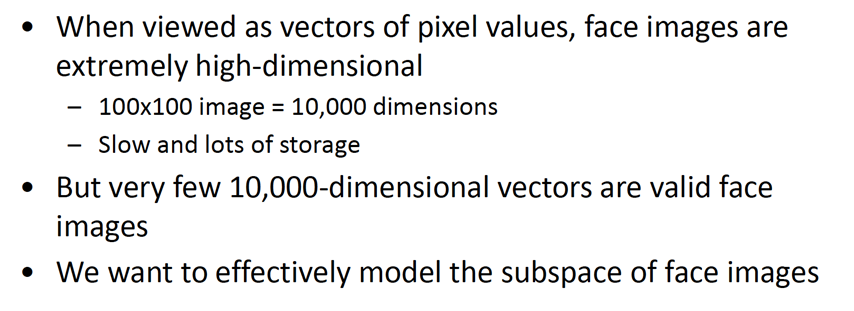 • When viewed as vectors of pixel values, face images are
extremely high-dimensional
– 100x100 image = 10,000 dimensions
– Slow and lots of storage
• But very few 10,000-dimensional vectors are valid face
images
• We want to effectively model the subspace of face images